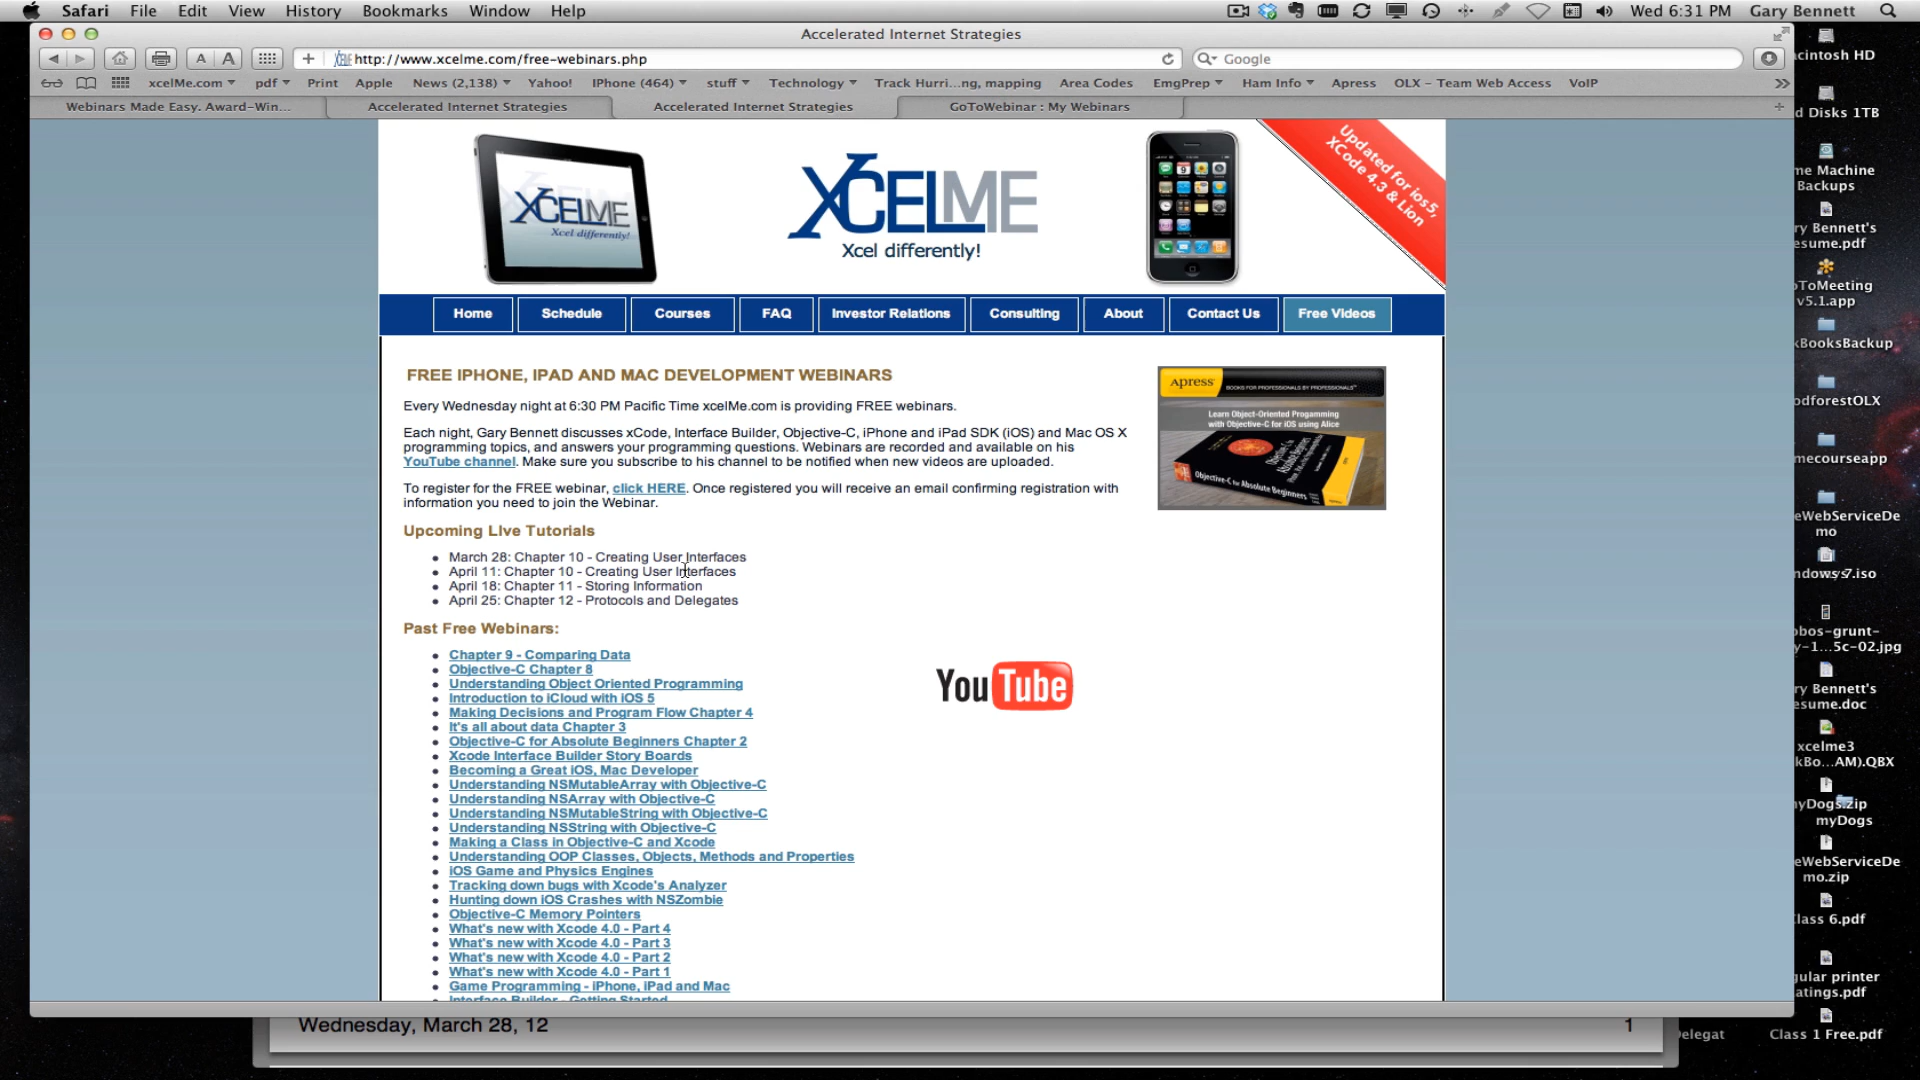 Safari File Edit View History Bookmarks Window Help Wed 6:31 PM Gary Bennett
Accelerated Internet Strategies
A A + http://www.xcelme.com/free-webinars.php Google
xcelMe.com pdf Print Apple News (2,138) Yahoo! IPhone (464) stuff Technology Track Hurri...ng, mapping Area Codes EmgPrep Ham Info Apress OLX – Team Web Access VoIP
Webinars Made Easy. Award-Win... Accelerated Internet Strategies Accelerated Internet Strategies GoToWebinar : My Webinars
XCELME
Xcel differently!
XCELME
Xcel differently!
Updated for ios5,
XCode 4.3 & Lion
Home Schedule Courses FAQ Investor Relations Consulting About Contact Us Free Videos
FREE IPHONE, IPAD AND MAC DEVELOPMENT WEBINARS
Every Wednesday night at 6:30 PM Pacific Time xcelMe.com is providing FREE webinars.
Each night, Gary Bennett discusses xCode, Interface Builder, Objective-C, iPhone and iPad SDK (iOS) and Mac OS X
programming topics, and answers your programming questions. Webinars are recorded and available on his
YouTube channel. Make sure you subscribe to his channel to be notified when new videos are uploaded.
To register for the FREE webinar, click HERE. Once registered you will receive an email confirming registration with
information you need to join the Webinar.
Apress BOOKS FOR PROFESSIONALS BY PROFESSIONALS™
Learn Object-Oriented Progamming
with Objective-C for iOS using Alice
Objective-C for Absolute Beginners
Upcoming LIve Tutorials
March 28: Chapter 10 - Creating User Interfaces
April 11: Chapter 10 - Creating User Interfaces
April 18: Chapter 11 - Storing Information
April 25: Chapter 12 - Protocols and Delegates
Past Free Webinars:
Chapter 9 - Comparing Data
Objective-C Chapter 8
Understanding Object Oriented Programming
Introduction to iCloud with iOS 5
Making Decisions and Program Flow Chapter 4
It's all about data Chapter 3
Objective-C for Absolute Beginners Chapter 2
Xcode Interface Builder Story Boards
Becoming a Great iOS, Mac Developer
Understanding NSMutableArray with Objective-C
Understanding NSArray with Objective-C
Understanding NSMutableString with Objective-C
Understanding NSString with Objective-C
Making a Class in Objective-C and Xcode
Understanding OOP Classes, Objects, Methods and Properties
iOS Game and Physics Engines
Tracking down bugs with Xcode's Analyzer
Hunting down iOS Crashes with NSZombie
Objective-C Memory Pointers
What's new with Xcode 4.0 - Part 4
What's new with Xcode 4.0 - Part 3
What's new with Xcode 4.0 - Part 2
What's new with Xcode 4.0 - Part 1
Game Programming - iPhone, iPad and Mac
Interface Builder - Getting Started
YouTube
Wednesday, March 28, 12 1
acintosh HD
d Disks 1TB
me Machine
Backups
ry Bennett's
esume.pdf
oToMeeting
v5.1.app
kBooksBackup
odforestOLX
mecourseapp
eWebServiceDe
mo
ry Bennett's
esume.doc
xcelme3
kBo...AM).QBX
yDogs.zip
myDogs
eWebServiceDe
mo.zip
lass 6.pdf
gular printer
atings.pdf
elegat
Class 1 Free.pdf